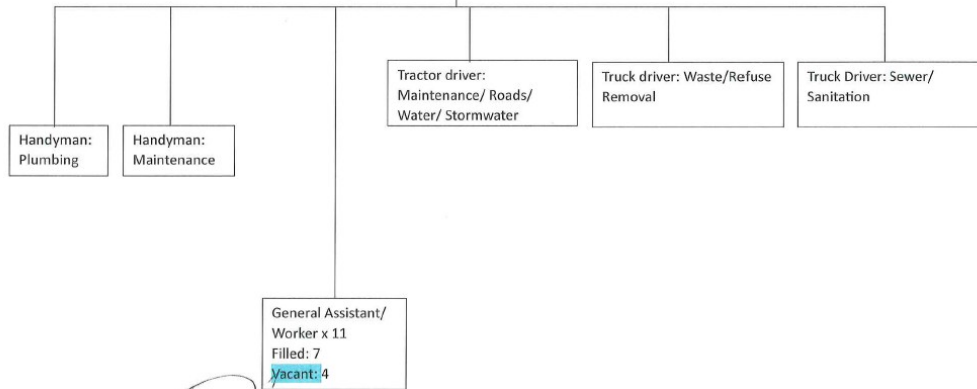 Tractor driver:
Maintenance/ Roads/
Water/ Stormwater
Truck driver: Waste/Refuse
Removal
Truck Driver: Sewer/
Sanitation
Handyman:
Plumbing
Handyman:
Maintenance
General Assistant/
Worker x 11
Filled: 7
Vacant: 4